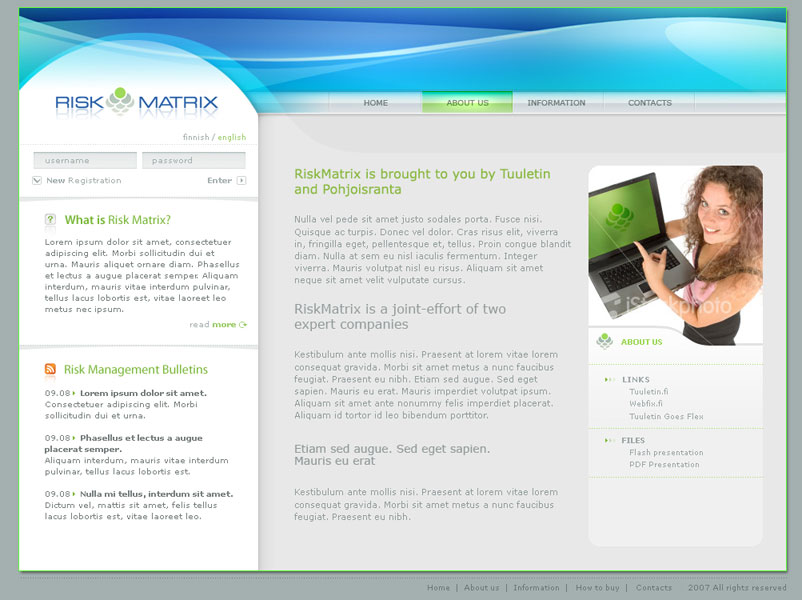 RISK MATRIX
HOME
ABOUT US
INFORMATION
CONTACTS
finnish / english
username
password
New Registration
Enter
What is Risk Matrix?
Lorem ipsum dolor sit amet, consectetuer
adipiscing elit. Morbi sollicitudin dui et
urna. Mauris aliquet ornare diam. Phasellus
et lectus a augue placerat semper. Aliquam
interdum, mauris vitae interdum pulvinar,
tellus lacus lobortis est, vitae laoreet leo
metus nec ipsum.
read more
Risk Management Bulletins
09.08 Lorem ipsum dolor sit amet.
Consectetuer adipiscing elit. Morbi
sollicitudin dui et urna.
09.08 Phasellus et lectus a augue
placerat semper.
Aliquam interdum, mauris vitae interdum
pulvinar, tellus lacus lobortis est.
09.08 Nulla mi tellus, interdum sit amet.
Dictum vel, mattis sit amet, felis tellus
lacus lobortis est, vitae laoreet leo.
RiskMatrix is brought to you by Tuuletin
and Pohjoisranta
Nulla vel pede sit amet justo sodales porta. Fusce nisi.
Quisque ac turpis. Donec vel dolor. Cras risus elit, viverra
in, fringilla eget, pellentesque et, tellus. Proin congue blandit
diam. Nulla at sem eu nisl iaculis fermentum. Integer
viverra. Mauris volutpat nisl eu risus. Aliquam sit amet
neque sit amet velit vulputate cursus.
RiskMatrix is a joint-effort of two
expert companies
Kestibulum ante mollis nisi. Praesent at lorem vitae lorem
consequat gravida. Morbi sit amet metus a nunc faucibus
feugiat. Praesent eu nibh. Etiam sed augue. Sed eget
sapien. Mauris eu erat. Mauris imperdiet volutpat ipsum.
Aliquam sit amet ante nonummy felis imperdiet placerat.
Aliquam id tortor id leo bibendum porttitor.
Etiam sed augue. Sed eget sapien.
Mauris eu erat
Kestibulum ante mollis nisi. Praesent at lorem vitae lorem
consequat gravida. Morbi sit amet metus a nunc faucibus
feugiat. Praesent eu nibh.
iStockphoto
ABOUT US
LINKS
Tuuletin.fi
Webfix.fi
Tuuletin Goes Flex
FILES
Flash presentation
PDF Presentation
Home | About us | Information | How to buy | Contacts 2007 All rights reserved